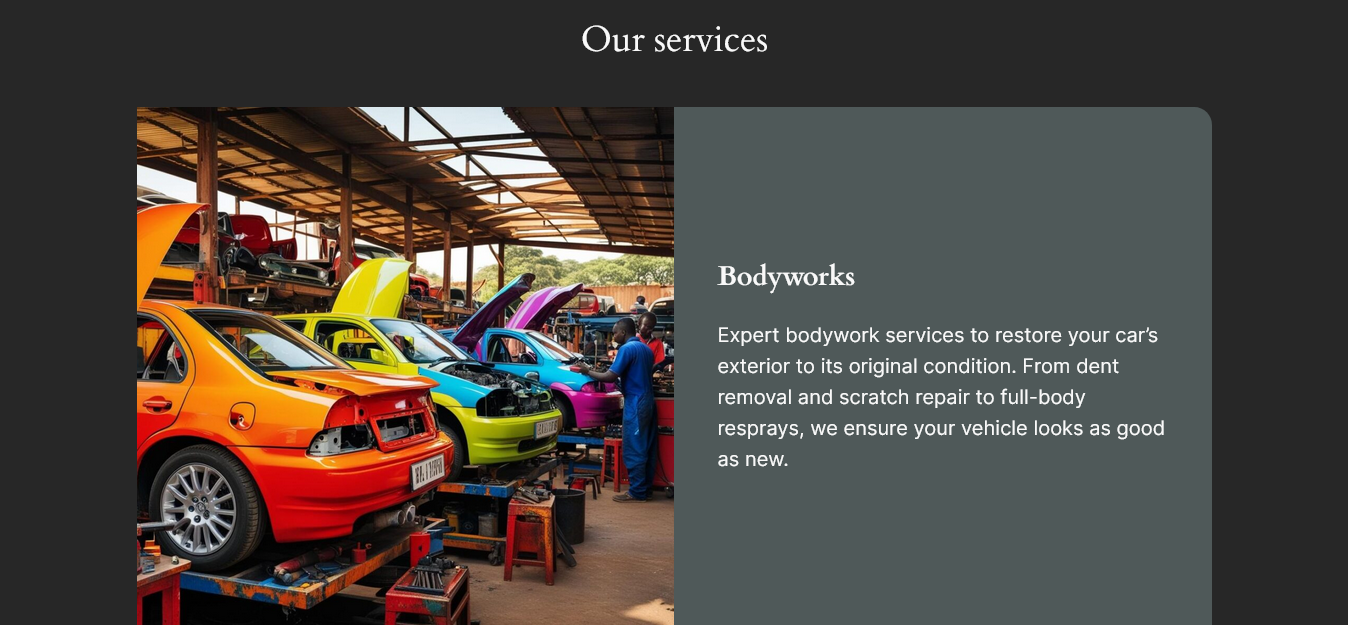 Our services
Bodyworks
Expert bodywork services to restore your car’s
exterior to its original condition. From dent
removal and scratch repair to full-body
resprays, we ensure your vehicle looks as good
as new.